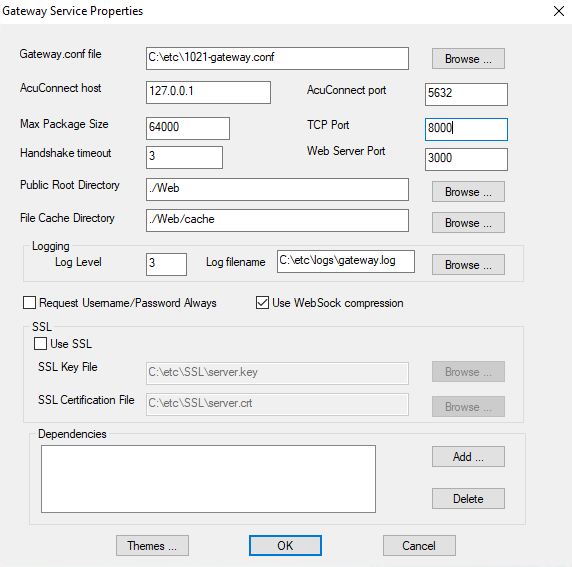 Gateway Service Properties
Gateway.conf file C:\etc\1021-gateway.conf Browse ...
AcuConnect host 127.0.0.1 AcuConnect port 5632
Max Package Size 64000 TCP Port 8000
Handshake timeout 3 Web Server Port 3000
Public Root Directory ./Web Browse ...
File Cache Directory ./Web/cache Browse ...
Logging
Log Level 3 Log filename C:\etc\logs\gateway.log Browse ...
Request Username/Password Always Use WebSock compression
SSL
Use SSL
SSL Key File C:\etc\SSL\server.key Browse ...
SSL Certification File C:\etc\SSL\server.crt Browse ...
Dependencies
Add ...
Delete
Themes ... OK Cancel